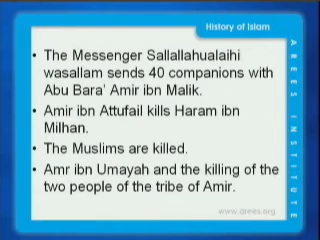 History of Islam
• The Messenger Sallallahualaihi
wasallam sends 40 companions with
Abu Bara' Amir ibn Malik.
• Amir ibn Attufail kills Haram ibn
Milhan.
• The Muslims are killed.
• Amr ibn Umayah and the killing of the
two people of the tribe of Amir.
AREES INSTITUTE
www.arees.org